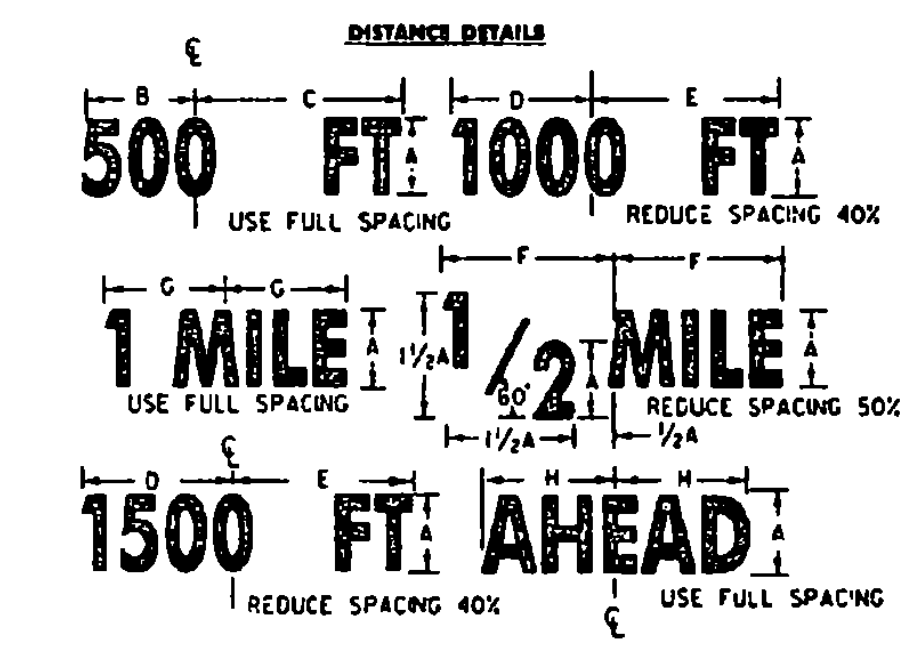 DISTANCE DETAILS
℄
B C D E
500 FT A 1000 FT A
USE FULL SPACING REDUCE SPACING 40%
F F
G G
1 MILE A 1½A 1/2 A MILE A
60°
USE FULL SPACING REDUCE SPACING 50%
1½A ½A
℄
D E H H
1500 FT A AHEAD A
REDUCE SPACING 40% USE FULL SPACING
℄